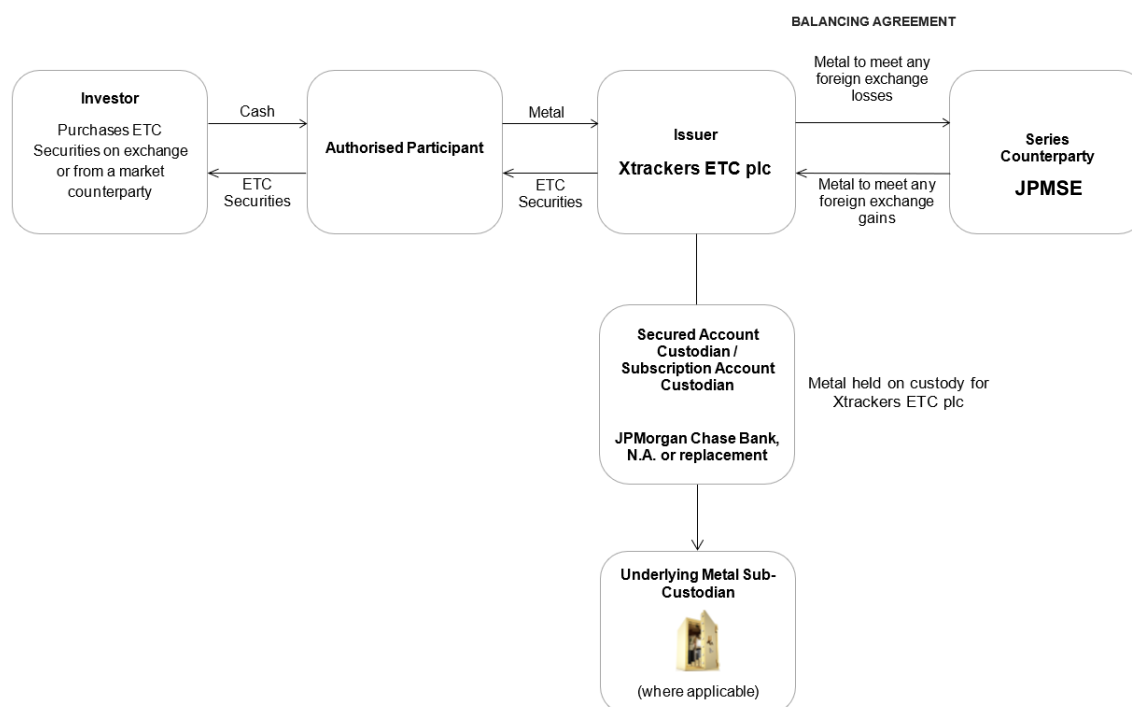 BALANCING AGREEMENT
Investor
Purchases ETC
Securities on exchange
or from a market
counterparty
Cash
ETC
Securities
Authorised Participant
Metal
ETC
Securities
Issuer
Xtrackers ETC plc
Metal to meet any
foreign exchange
losses
Metal to meet any
foreign exchange
gains
Series
Counterparty
JPMSE
Secured Account
Custodian /
Subscription Account
Custodian
JPMorgan Chase Bank,
N.A. or replacement
Metal held on custody for
Xtrackers ETC plc
Underlying Metal Sub-
Custodian
(where applicable)